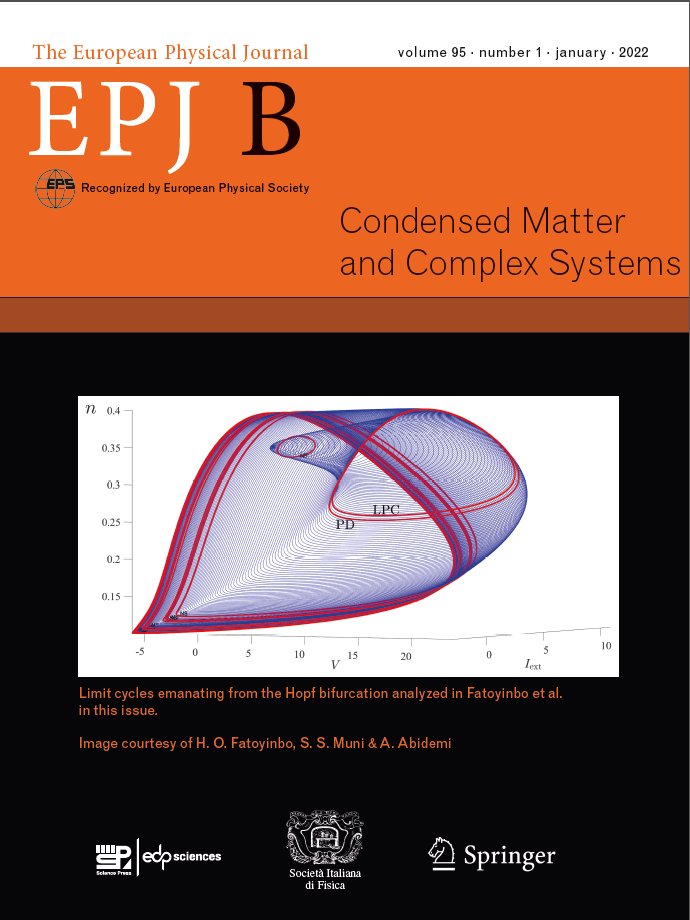 The European Physical Journal
volume 95 · number 1 · january · 2022
EPJ B
EPS
Recognized by European Physical Society
Condensed Matter
and Complex Systems
n
0.4
0.35
0.3
0.25
0.2
0.15
LPC
PD
-5
0
5
10
15
20
V
0
5
10
Iext
Limit cycles emanating from the Hopf bifurcation analyzed in Fatoyinbo et al.
in this issue.
Image courtesy of H. O. Fatoyinbo, S. S. Muni & A. Abidemi
Science Press
edp sciences
Società Italiana
di Fisica
Springer